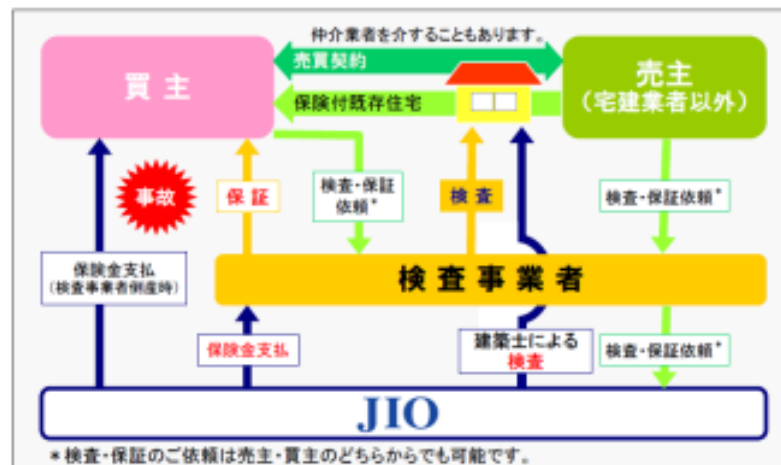 仲介業者を介することもあります。
買主
売買契約
売主
(宅建業者以外)
保険付既存住宅
事故
保証
検査・保証
依頼*
検査
検査・保証依頼*
保険金支払
(検査事業者倒産時)
検査事業者
保険金支払
建築士による
検査
検査・保証依頼*
JIO
*検査・保証のご依頼は売主・買主のどちらからでも可能です。